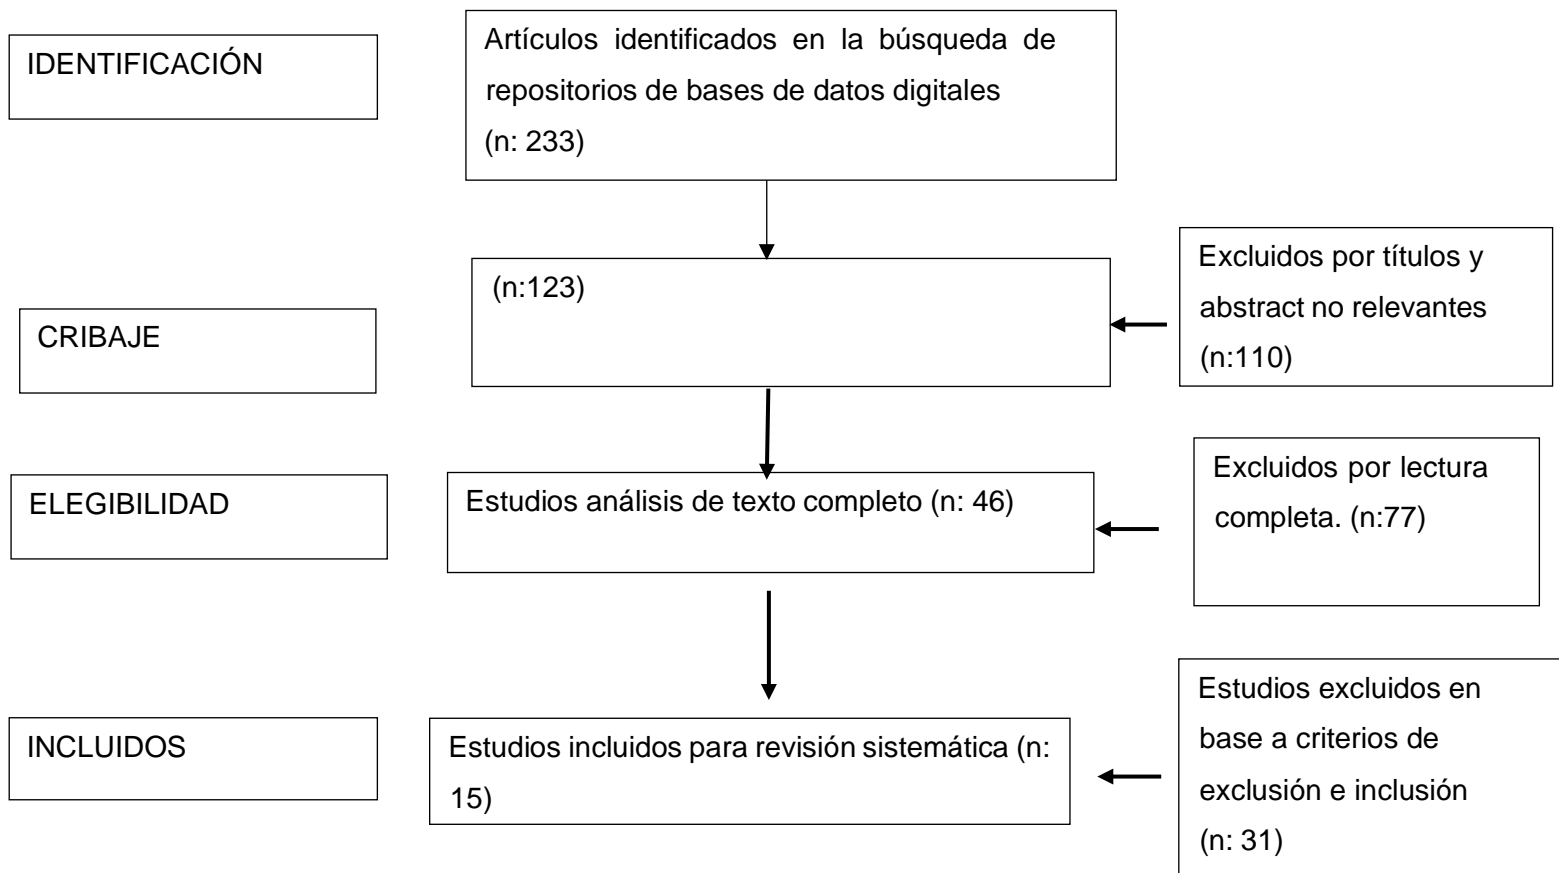 IDENTIFICACIÓN
Artículos identificados en la búsqueda de
repositorios de bases de datos digitales
(n: 233)
CRIBAJE
(n:123)
Excluidos por títulos y
abstract no relevantes
(n:110)
ELEGIBILIDAD
Estudios análisis de texto completo (n: 46)
Excluidos por lectura
completa. (n:77)
INCLUIDOS
Estudios incluidos para revisión sistemática (n:
15)
Estudios excluidos en
base a criterios de
exclusión e inclusión
(n: 31)